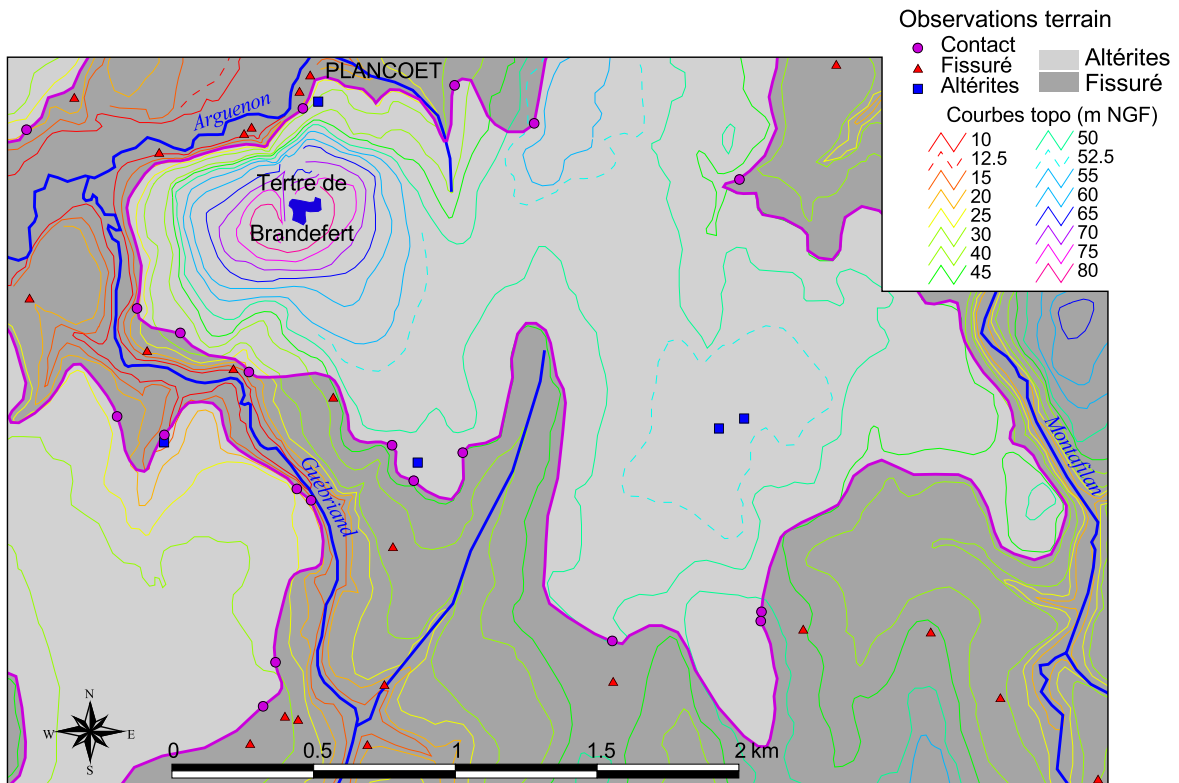 Observations terrain
Contact
Fissuré
Altérites
Altérites
Fissuré
Courbes topo (m NGF)
10
12.5
15
20
25
30
40
45
50
52.5
55
60
65
70
75
80
PLANCOET
Arguenon
Tertre de
Brandefert
Guébriand
Montafilan
N
W E
S
0 0.5 1 1.5 2 km